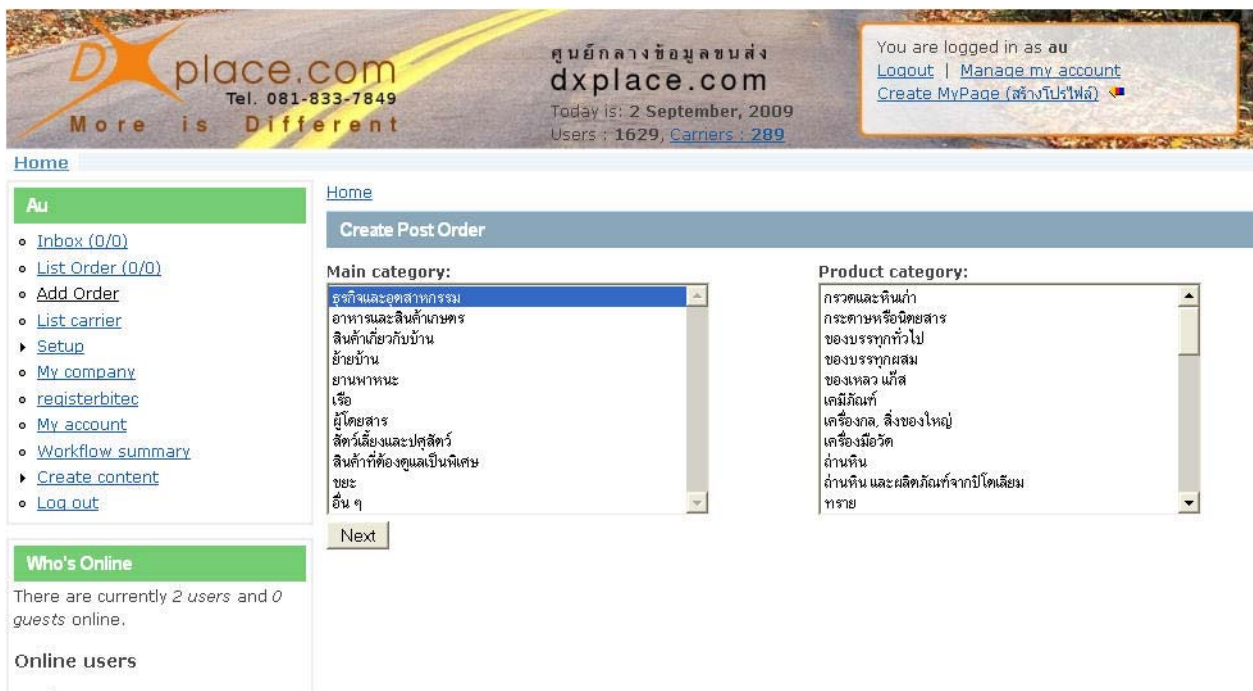 DXplace.com
Tel. 081-833-7849
More is Different
ศูนย์กลางข้อมูลขนส่ง
dxplace.com
Today is: 2 September, 2009
Users : 1629, Carriers : 289
You are logged in as au
Logout | Manage my account
Create MyPage (สร้างโปรไฟล์)
Home
Au
Inbox (0/0)
List Order (0/0)
Add Order
List carrier
Setup
My company
registerbitec
My account
Workflow summary
Create content
Log out
Who's Online
There are currently 2 users and 0
guests online.
Online users
Home
Create Post Order
Main category:
ธุรกิจและอุตสาหกรรม
อาหารและสินค้าเกษตร
สินค้าเกี่ยวกับบ้าน
ย้ายบ้าน
ยานพาหนะ
เรือ
ผู้โดยสาร
สัตว์เลี้ยงและปศุสัตว์
สินค้าที่ต้องดูแลเป็นพิเศษ
ขยะ
อื่น ๆ
Next
Product category:
กรวดและหินเก่า
กระดาษหรือนิตยสาร
ของบรรทุกทั่วไป
ของบรรทุกผสม
ของเหลว แก๊ส
เคมีภัณฑ์
เครื่องกล, สิ่งของใหญ่
เครื่องมือวัด
ถ่านหิน
ถ่านหิน และผลิตภัณฑ์จากปิโตเลียม
ทราย